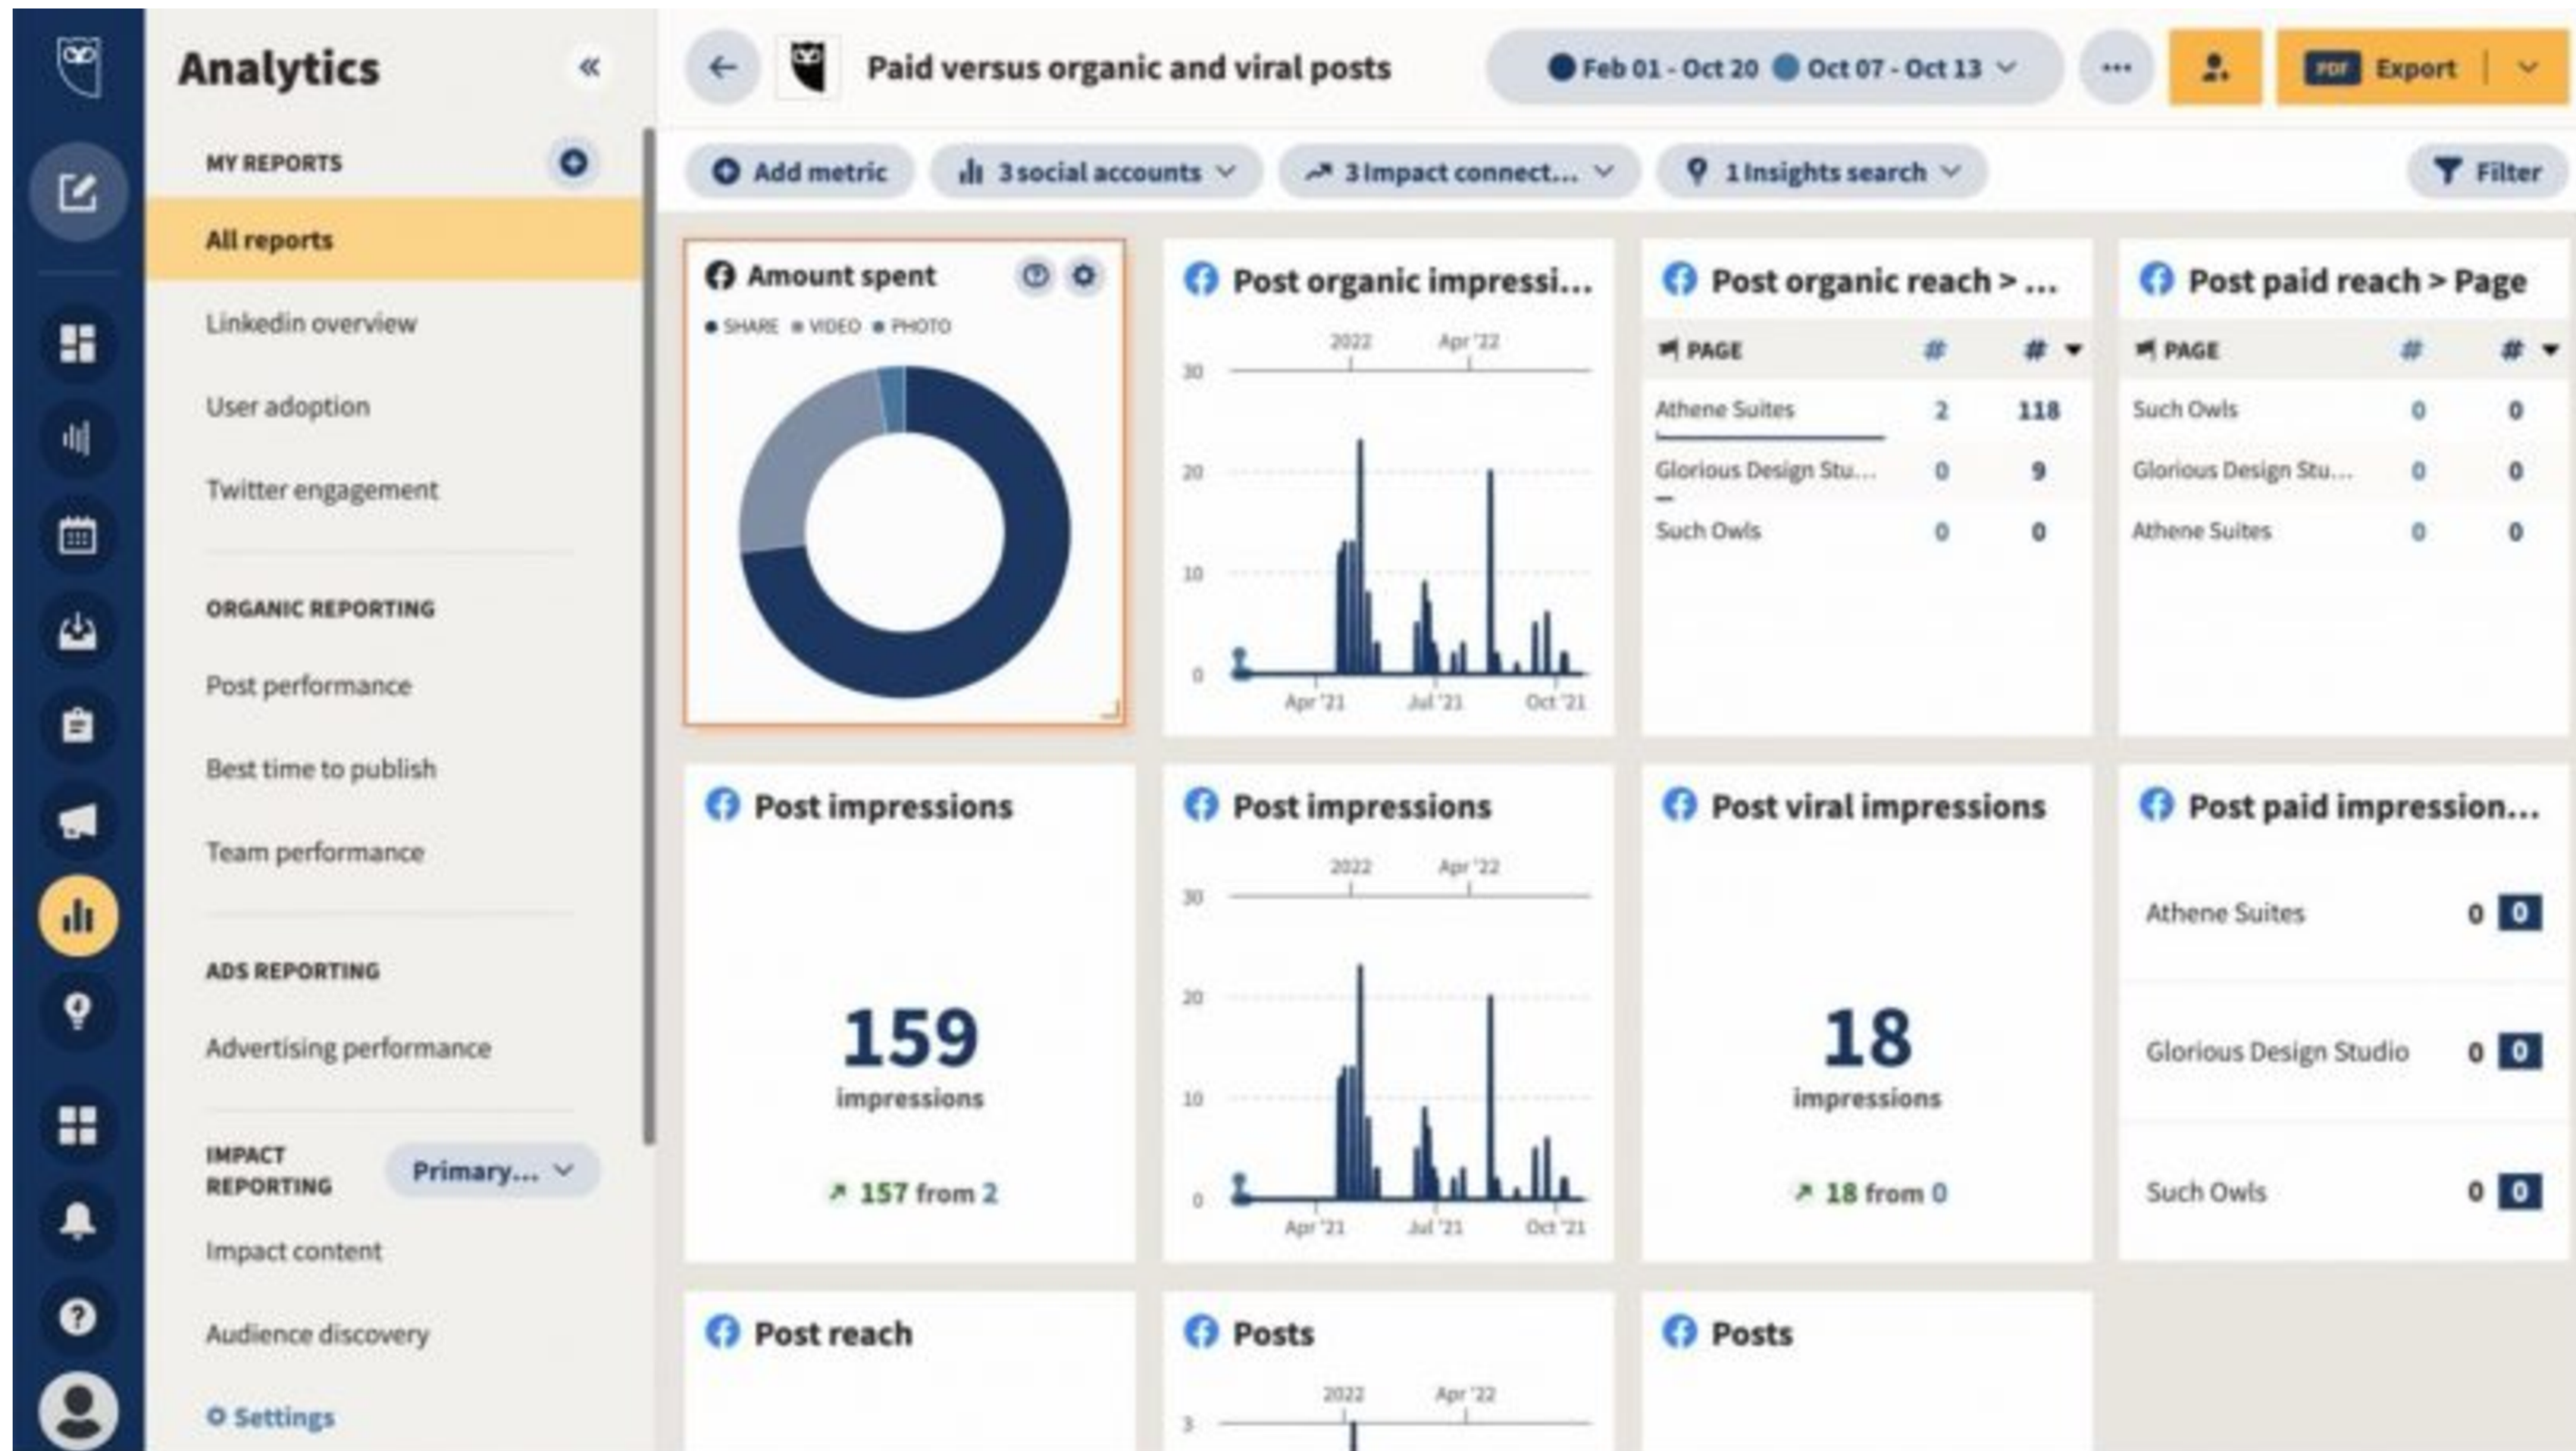 Analytics
«
MY REPORTS
All reports
Linkedin overview
User adoption
Twitter engagement
ORGANIC REPORTING
Post performance
Best time to publish
Team performance
ADS REPORTING
Advertising performance
IMPACT
REPORTING
Primary...
Impact content
Audience discovery
Settings
Paid versus organic and viral posts
Feb 01 - Oct 20 Oct 07 - Oct 13
PDF Export
Add metric
3 social accounts
3 Impact connect...
1 Insights search
Filter
Amount spent
SHARE VIDEO PHOTO
Post organic impressi...
2022 Apr '22
30
20
10
0
Apr '21 Jul '21 Oct '21
Post organic reach > ...
PAGE # #
Athene Suites 2 118
Glorious Design Stu... 0 9
Such Owls 0 0
Post paid reach > Page
PAGE # #
Such Owls 0 0
Glorious Design Stu... 0 0
Athene Suites 0 0
Post impressions
159
impressions
157 from 2
Post impressions
2022 Apr '22
30
20
10
0
Apr '21 Jul '21 Oct '21
Post viral impressions
18
impressions
18 from 0
Post paid impression...
Athene Suites 0 0
Glorious Design Studio 0 0
Such Owls 0 0
Post reach
Posts
2022 Apr '22
3
Posts